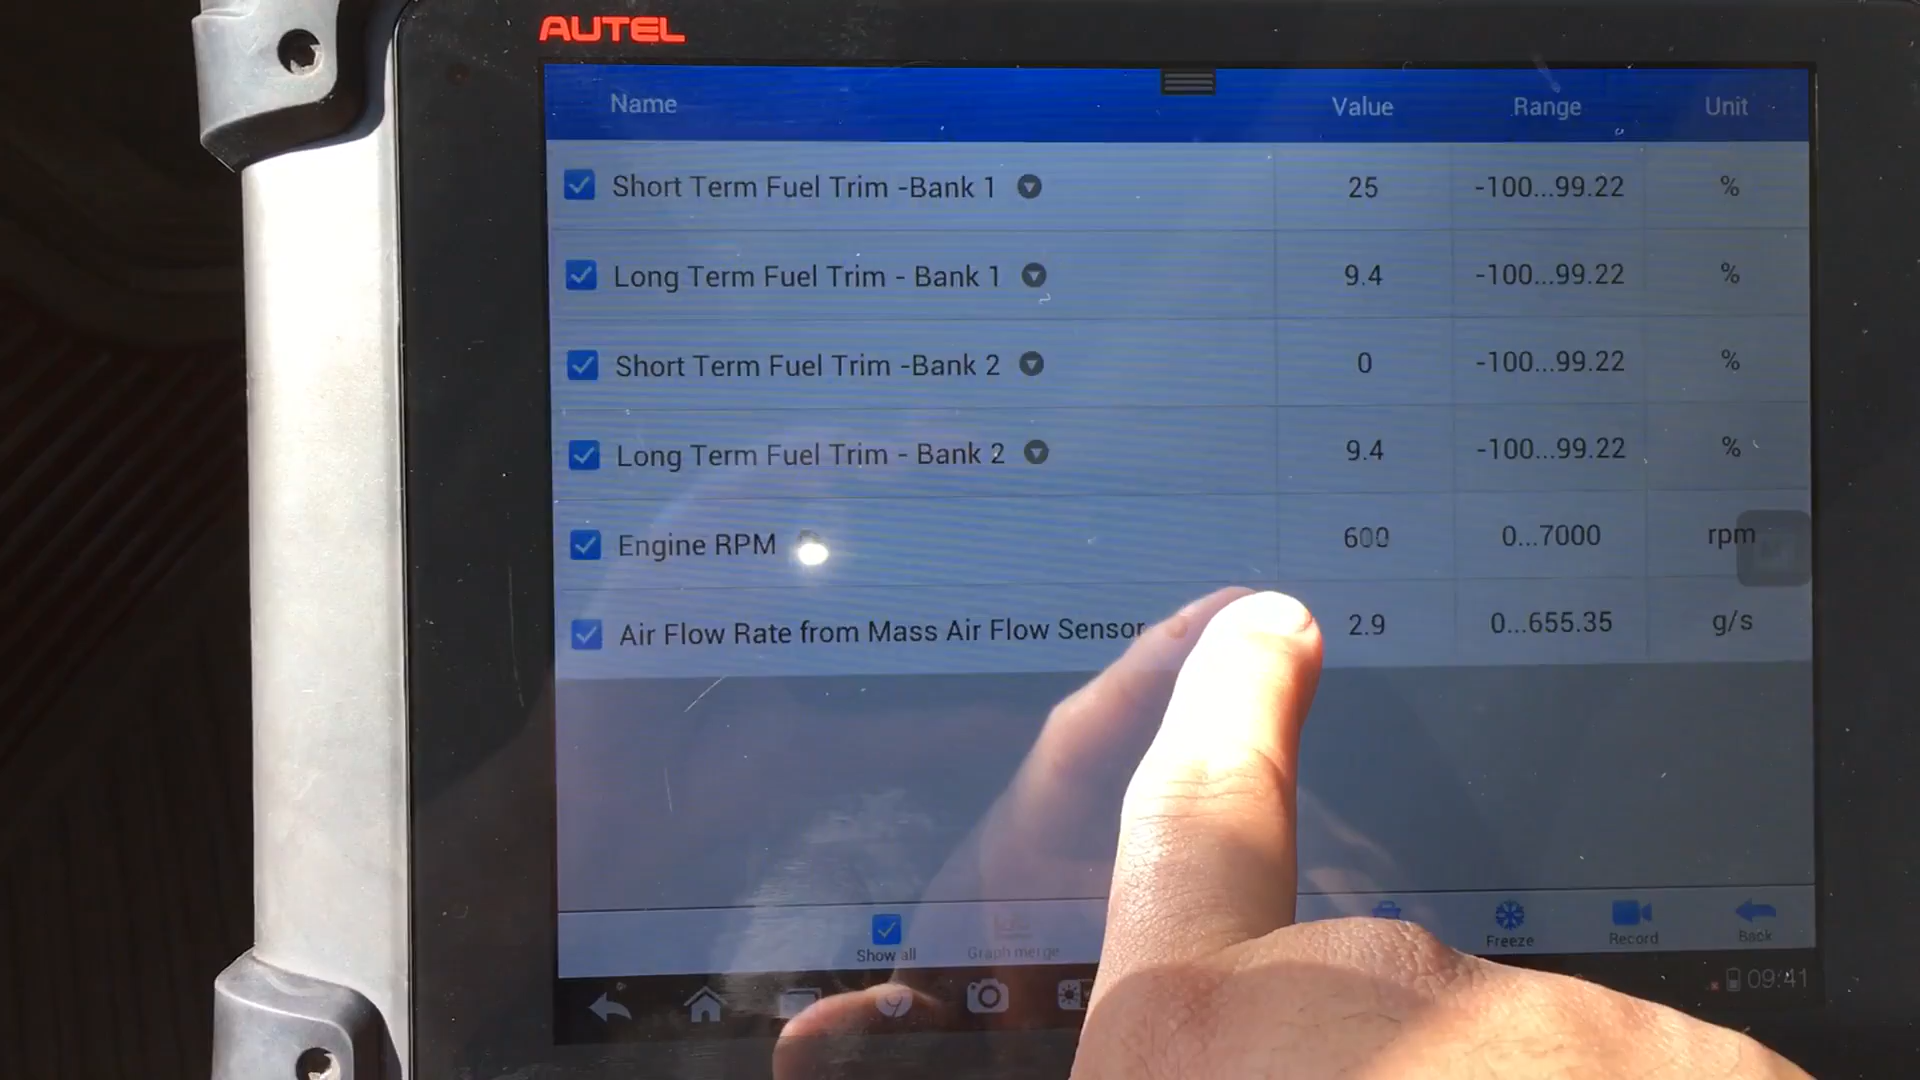 AUTEL
Name Value Range Unit
Short Term Fuel Trim -Bank 1 25 -100...99.22 %
Long Term Fuel Trim - Bank 1 9.4 -100...99.22 %
Short Term Fuel Trim -Bank 2 0 -100...99.22 %
Long Term Fuel Trim - Bank 2 9.4 -100...99.22 %
Engine RPM 600 0...7000 rpm
Air Flow Rate from Mass Air Flow Sensor 2.9 0...655.35 g/s
Show all Graph merge Freeze Record Back
09:41